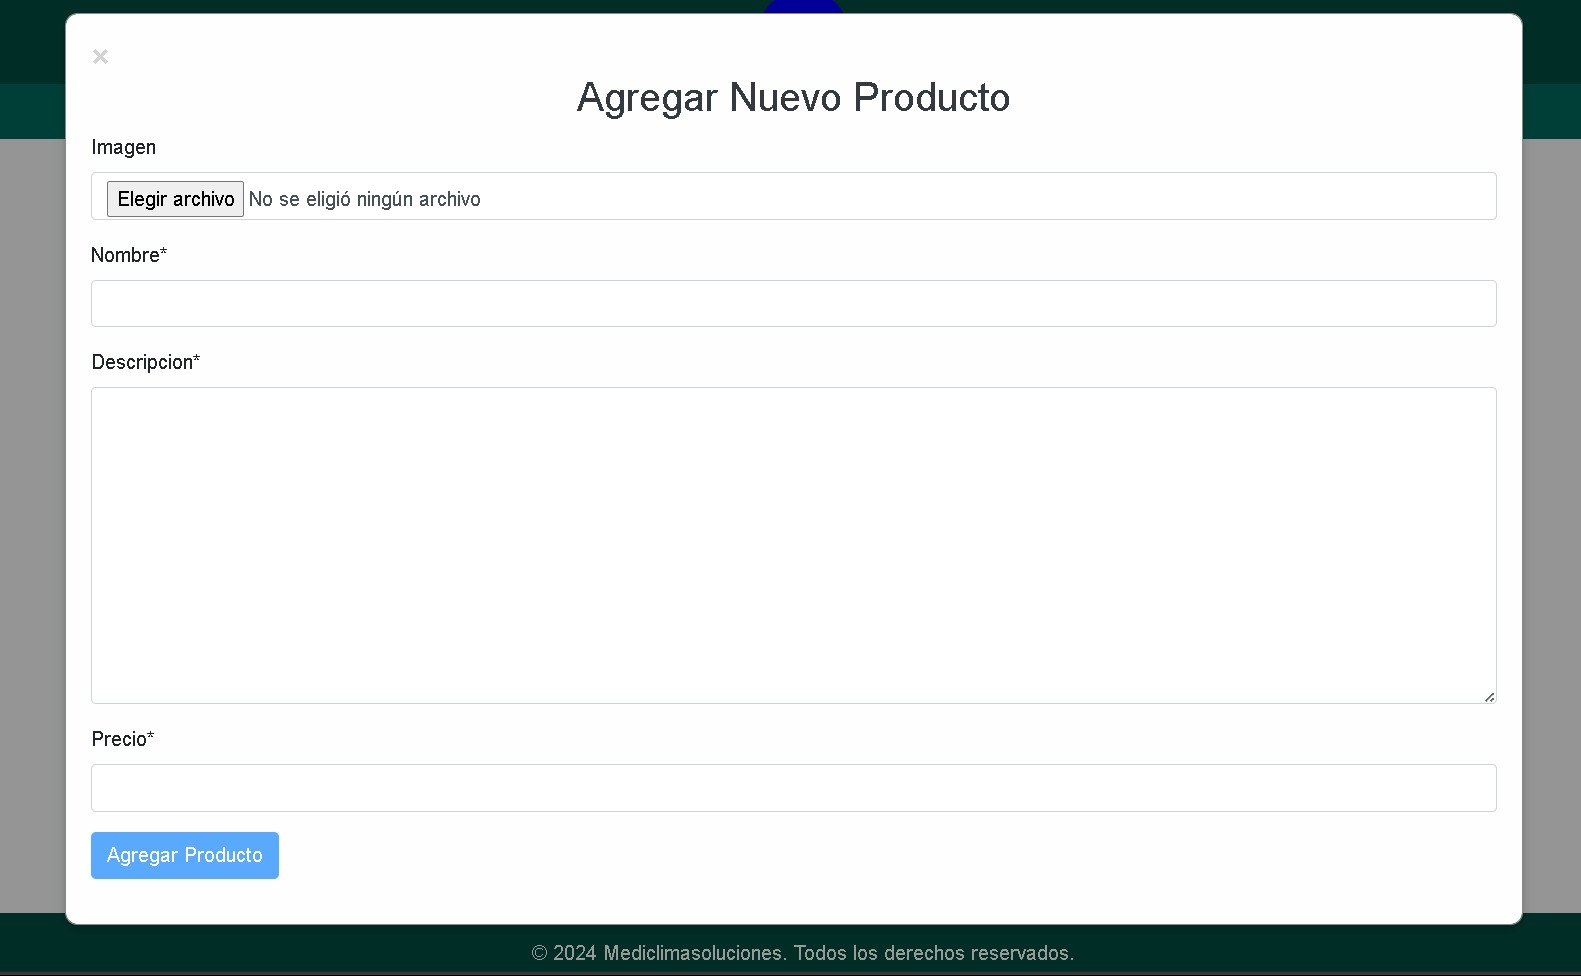 ×
Agregar Nuevo Producto
Imagen
Elegir archivo No se eligió ningún archivo
Nombre*
Descripcion*
Precio*
Agregar Producto
© 2024 Mediclimasoluciones. Todos los derechos reservados.